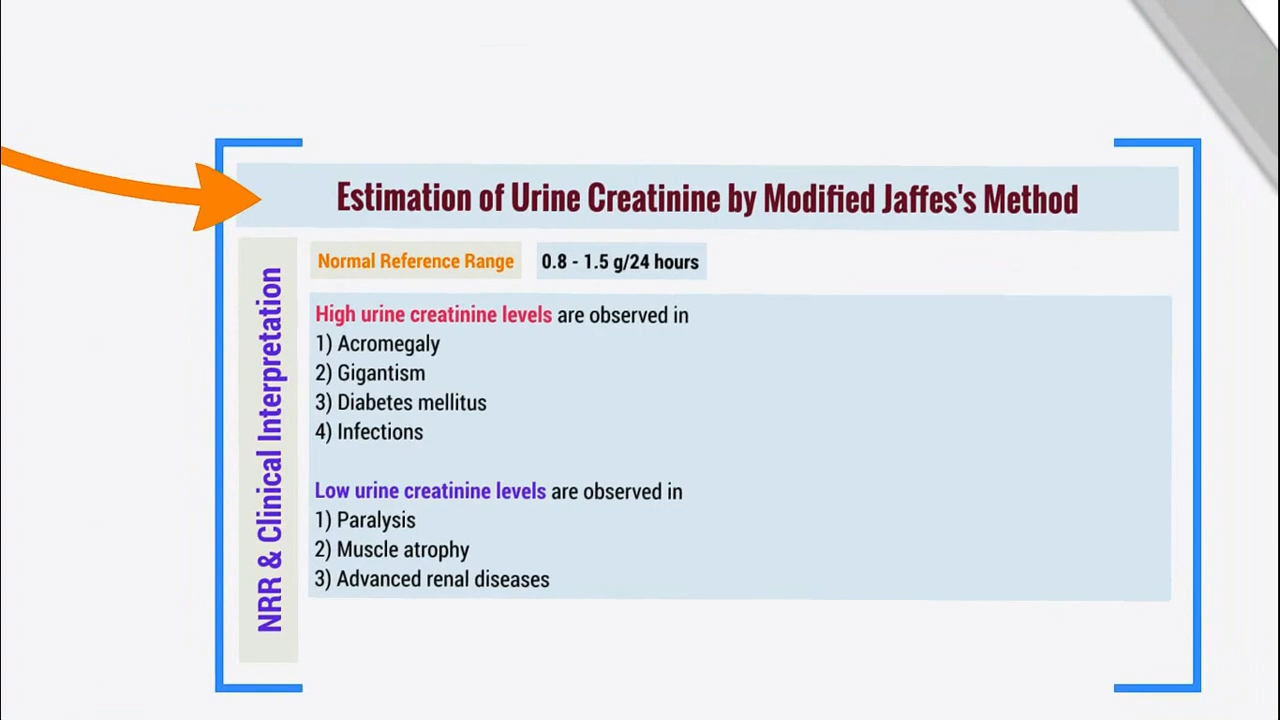 Estimation of Urine Creatinine by Modified Jaffes's Method
NRR & Clinical Interpretation
Normal Reference Range
0.8 - 1.5 g/24 hours
High urine creatinine levels are observed in
1) Acromegaly
2) Gigantism
3) Diabetes mellitus
4) Infections
Low urine creatinine levels are observed in
1) Paralysis
2) Muscle atrophy
3) Advanced renal diseases